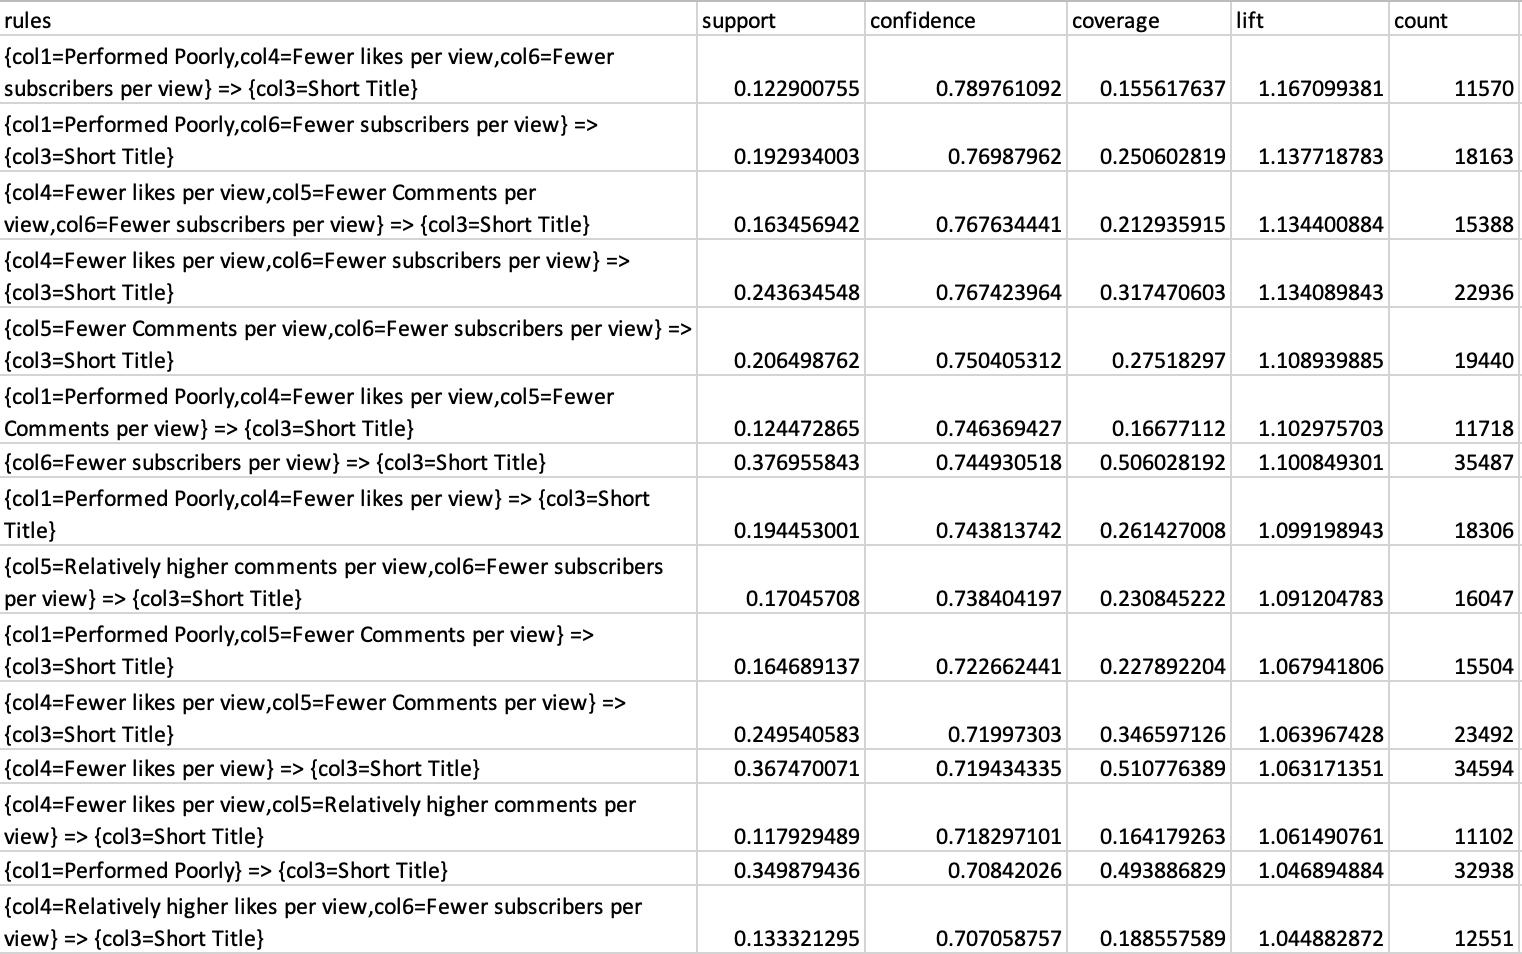 rules support confidence coverage lift count
{col1=Performed Poorly,col4=Fewer likes per view,col6=Fewer
subscribers per view} => {col3=Short Title} 0.122900755 0.789761092 0.155617637 1.167099381 11570
{col1=Performed Poorly,col6=Fewer subscribers per view} =>
{col3=Short Title} 0.192934003 0.76987962 0.250602819 1.137718783 18163
{col4=Fewer likes per view,col5=Fewer Comments per
view,col6=Fewer subscribers per view} => {col3=Short Title} 0.163456942 0.767634441 0.212935915 1.134400884 15388
{col4=Fewer likes per view,col6=Fewer subscribers per view} =>
{col3=Short Title} 0.243634548 0.767423964 0.317470603 1.134089843 22936
{col5=Fewer Comments per view,col6=Fewer subscribers per view} =>
{col3=Short Title} 0.206498762 0.750405312 0.27518297 1.108939885 19440
{col1=Performed Poorly,col4=Fewer likes per view,col5=Fewer
Comments per view} => {col3=Short Title} 0.124472865 0.746369427 0.16677112 1.102975703 11718
{col6=Fewer subscribers per view} => {col3=Short Title} 0.376955843 0.744930518 0.506028192 1.100849301 35487
{col1=Performed Poorly,col4=Fewer likes per view} => {col3=Short
Title} 0.194453001 0.743813742 0.261427008 1.099198943 18306
{col5=Relatively higher comments per view,col6=Fewer subscribers
per view} => {col3=Short Title} 0.17045708 0.738404197 0.230845222 1.091204783 16047
{col1=Performed Poorly,col5=Fewer Comments per view} =>
{col3=Short Title} 0.164689137 0.722662441 0.227892204 1.067941806 15504
{col4=Fewer likes per view,col5=Fewer Comments per view} =>
{col3=Short Title} 0.249540583 0.71997303 0.346597126 1.063967428 23492
{col4=Fewer likes per view} => {col3=Short Title} 0.367470071 0.719434335 0.510776389 1.063171351 34594
{col4=Fewer likes per view,col5=Relatively higher comments per
view} => {col3=Short Title} 0.117929489 0.718297101 0.164179263 1.061490761 11102
{col1=Performed Poorly} => {col3=Short Title} 0.349879436 0.70842026 0.493886829 1.046894884 32938
{col4=Relatively higher likes per view,col6=Fewer subscribers per
view} => {col3=Short Title} 0.133321295 0.707058757 0.188557589 1.044882872 12551